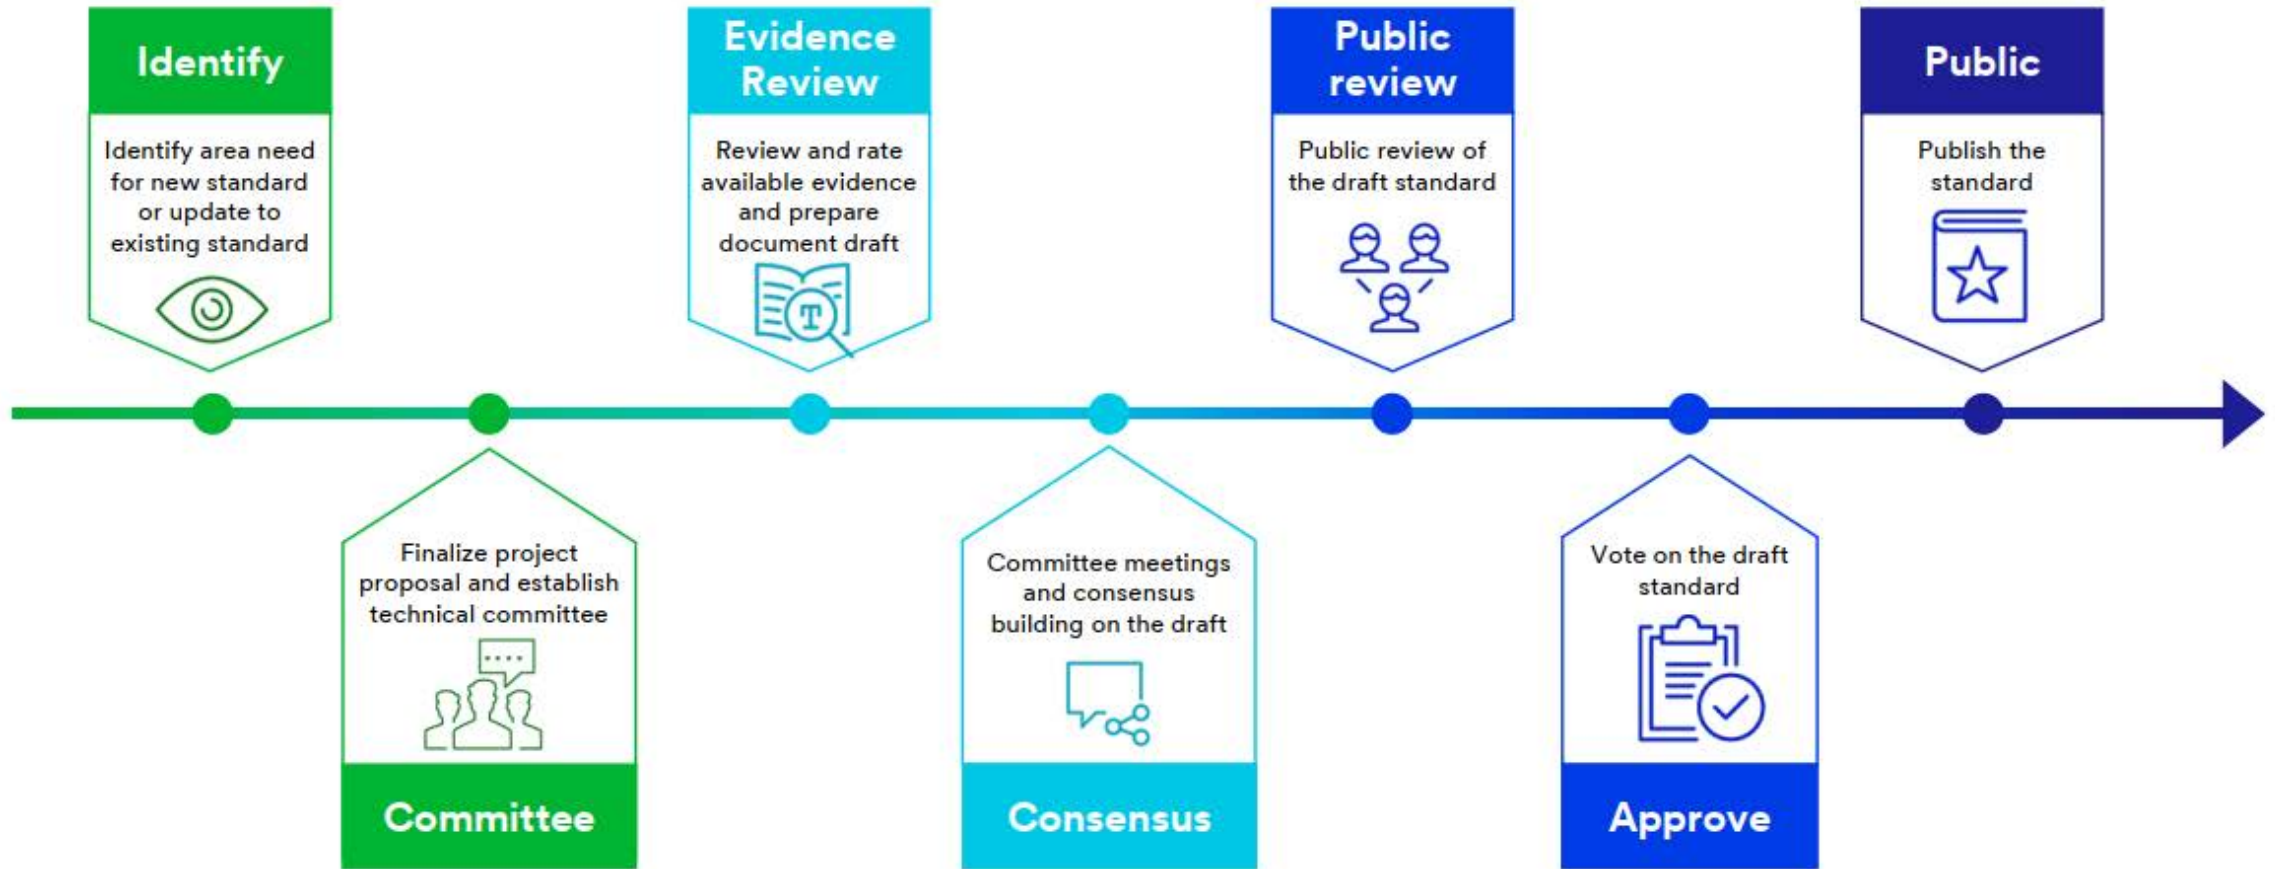 Identify
Identify area need
for new standard
or update to
existing standard
Finalize project
proposal and establish
technical committee
Committee
Evidence
Review
Review and rate
available evidence
and prepare
document draft
T
Committee meetings
and consensus
building on the draft
Consensus
Public
review
Public review of
the draft standard
Vote on the draft
standard
Approve
Public
Publish the
standard